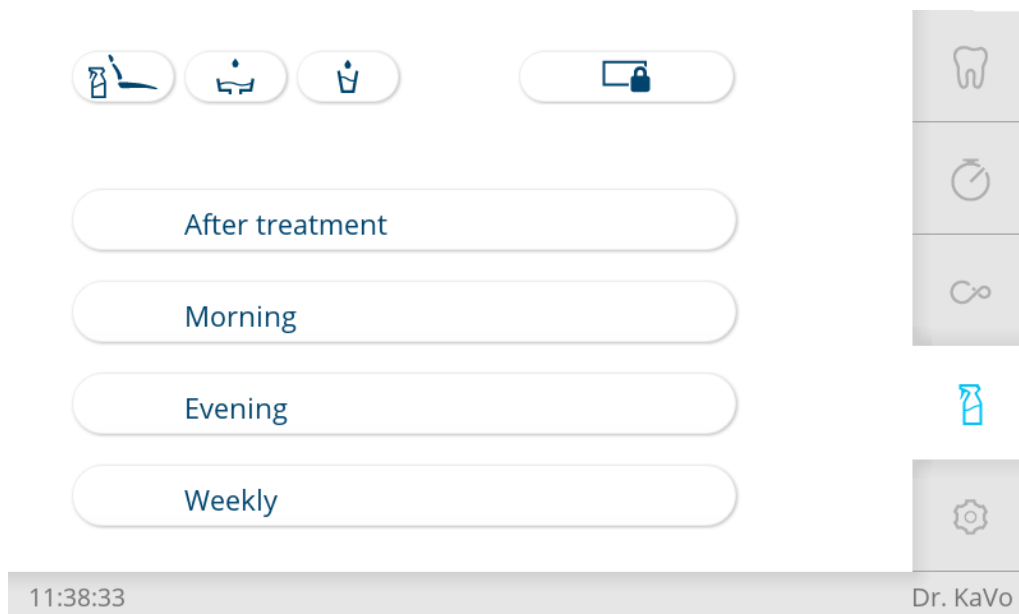 After treatment
Morning
Evening
Weekly
11:38:33
Dr. KaVo